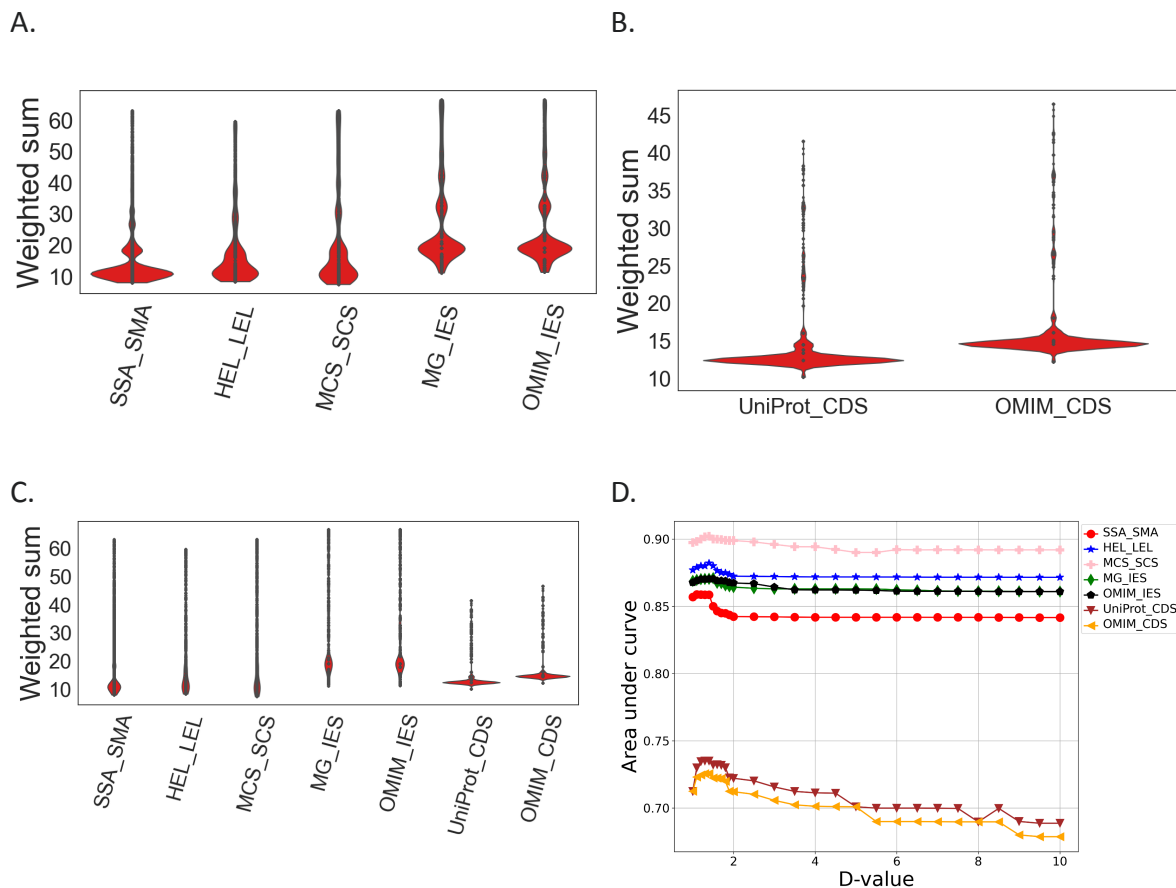 A.
Weighted sum
60
50
40
30
20
10
SSA_SMA
HEL_LEL
MCS_SCS
MG_IES
OMIM_IES
B.
Weighted sum
45
40
35
30
25
20
15
10
UniProt_CDS
OMIM_CDS
C.
Weighted sum
60
50
40
30
20
10
SSA_SMA
HEL_LEL
MCS_SCS
MG_IES
OMIM_IES
UniProt_CDS
OMIM_CDS
D.
Area under curve
0.90
0.85
0.80
0.75
0.70
2
4
6
8
10
D-value
SSA_SMA
HEL_LEL
MCS_SCS
MG_IES
OMIM_IES
UniProt_CDS
OMIM_CDS